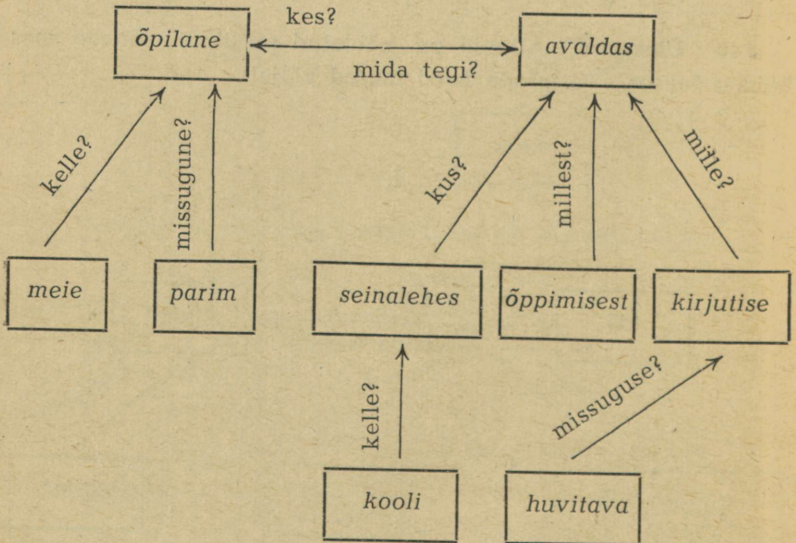 kes?
õpilane
avaldas
mida tegi?
kelle?
missugune?
kus?
millest?
mille?
meie
parim
seinalehes
õppimisest
kirjutise
kelle?
missuguse?
kooli
huvitava